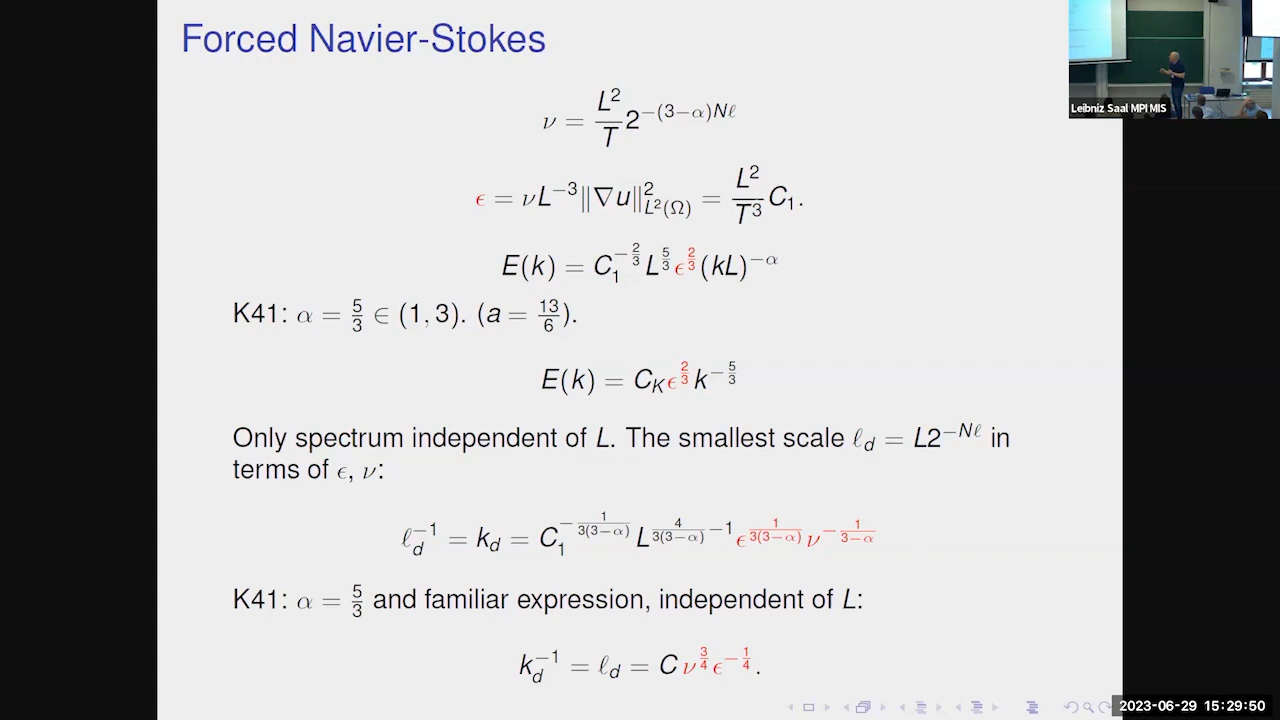 Forced Navier-Stokes
ν = L²/T 2^{-(3-α)Nℓ}
ϵ = νL^{-3}‖∇u‖²_{L²(Ω)} = L²/T³ C₁.
E(k) = C₁^{-2/3} L^{5/3} ϵ^{2/3} (kL)^{-α}
K41: α = 5/3 ∈ (1, 3). (a = 13/6).
E(k) = C_K ϵ^{2/3} k^{-5/3}
Only spectrum independent of L. The smallest scale ℓ_d = L2^{-Nℓ} in
terms of ϵ, ν:
ℓ_d^{-1} = k_d = C₁^{-1/(3(3-α))} L^{4/(3(3-α))-1} ϵ^{1/(3(3-α))} ν^{-1/(3-α)}
K41: α = 5/3 and familiar expression, independent of L:
k_d^{-1} = ℓ_d = C ν^{3/4} ϵ^{-1/4}.
Leibniz Saal MPI MIS
2023-06-29 15:29:50